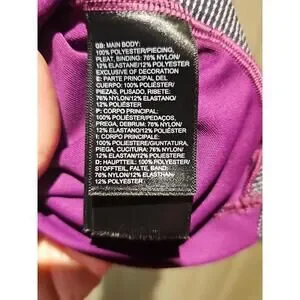 GB: MAIN BODY:
100% POLYESTER/PIECING,
PLEAT, BINDING: 76% NYLON/
12% ELASTANE/12% POLYESTER
EXCLUSIVE OF DECORATION
E: PARTE PRINCIPAL DEL
CUERPO: 100% POLIÉSTER/
PIEZAS, PLISADO, RIBETE:
76% NYLON/12% ELASTANO/
12% POLIÉSTER
P: CORPO PRINCIPAL:
100% POLIÉSTER/PEDAÇOS,
PREGA, DEBRUM: 76% NYLON/
12% ELASTANO/12% POLIÉSTER
I: CORPO PRINCIPALE:
100% POLIESTERE/GIUNTATURA,
PIEGA, CUCITURA: 76% NYLON/
12% ELASTAN/12% POLIESTERE
D: HAUPTTEIL: 100% POLYESTER/
STOFFTEIL, FALTE, BAND:
76% NYLON/12% ELASTHAN/
12% POLYESTER